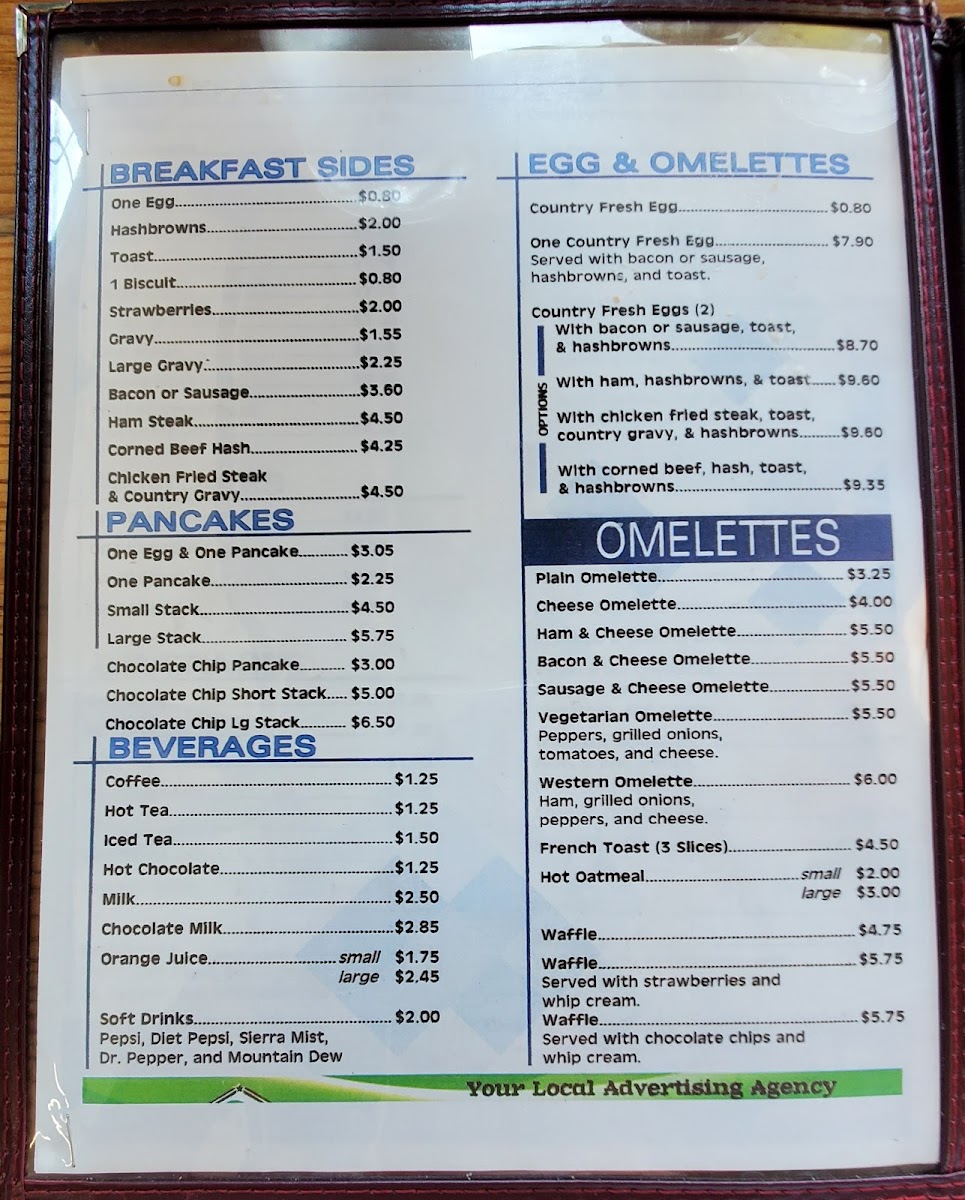 BREAKFAST SIDES
One Egg................................$0.80
Hashbrowns..........................$2.00
Toast....................................$1.50
1 Biscuit................................$0.80
Strawberries.........................$2.00
Gravy...................................$1.55
Large Gravy..........................$2.25
Bacon or Sausage..................$3.60
Ham Steak............................$4.50
Corned Beef Hash.................$4.25
Chicken Fried Steak
& Country Gravy...................$4.50
PANCAKES
One Egg & One Pancake........... $3.05
One Pancake......................... $2.25
Small Stack........................... $4.50
Large Stack........................... $5.75
Chocolate Chip Pancake.......... $3.00
Chocolate Chip Short Stack..... $5.00
Chocolate Chip Lg Stack.......... $6.50
BEVERAGES
Coffee.................................... $1.25
Hot Tea.................................. $1.25
Iced Tea................................. $1.50
Hot Chocolate.........................$1.25
Milk........................................ $2.50
Chocolate Milk........................$2.85
Orange Juice.................... small $1.75
large $2.45
Soft Drinks............................. $2.00
Pepsi, Diet Pepsi, Sierra Mist,
Dr. Pepper, and Mountain Dew
EGG & OMELETTES
Country Fresh Egg........................ $0.80
One Country Fresh Egg.................. $7.90
Served with bacon or sausage,
hashbrowns, and toast.
Country Fresh Eggs (2)
OPTIONS
With bacon or sausage, toast,
& hashbrowns............................$8.70
With ham, hashbrowns, & toast.....$9.60
With chicken fried steak, toast,
country gravy, & hashbrowns.........$9.60
With corned beef, hash, toast,
& hashbrowns............................$9.35
OMELETTES
Plain Omelette............................... $3.25
Cheese Omelette............................ $4.00
Ham & Cheese Omelette.................$5.50
Bacon & Cheese Omelette...............$5.50
Sausage & Cheese Omelette............$5.50
Vegetarian Omelette...................... $5.50
Peppers, grilled onions,
tomatoes, and cheese.
Western Omelette.......................... $6.00
Ham, grilled onions,
peppers, and cheese.
French Toast (3 Slices)................... $4.50
Hot Oatmeal........................... small $2.00
large $3.00
Waffle.......................................... $4.75
Waffle.......................................... $5.75
Served with strawberries and
whip cream.
Waffle.......................................... $5.75
Served with chocolate chips and
whip cream.
Your Local Advertising Agency